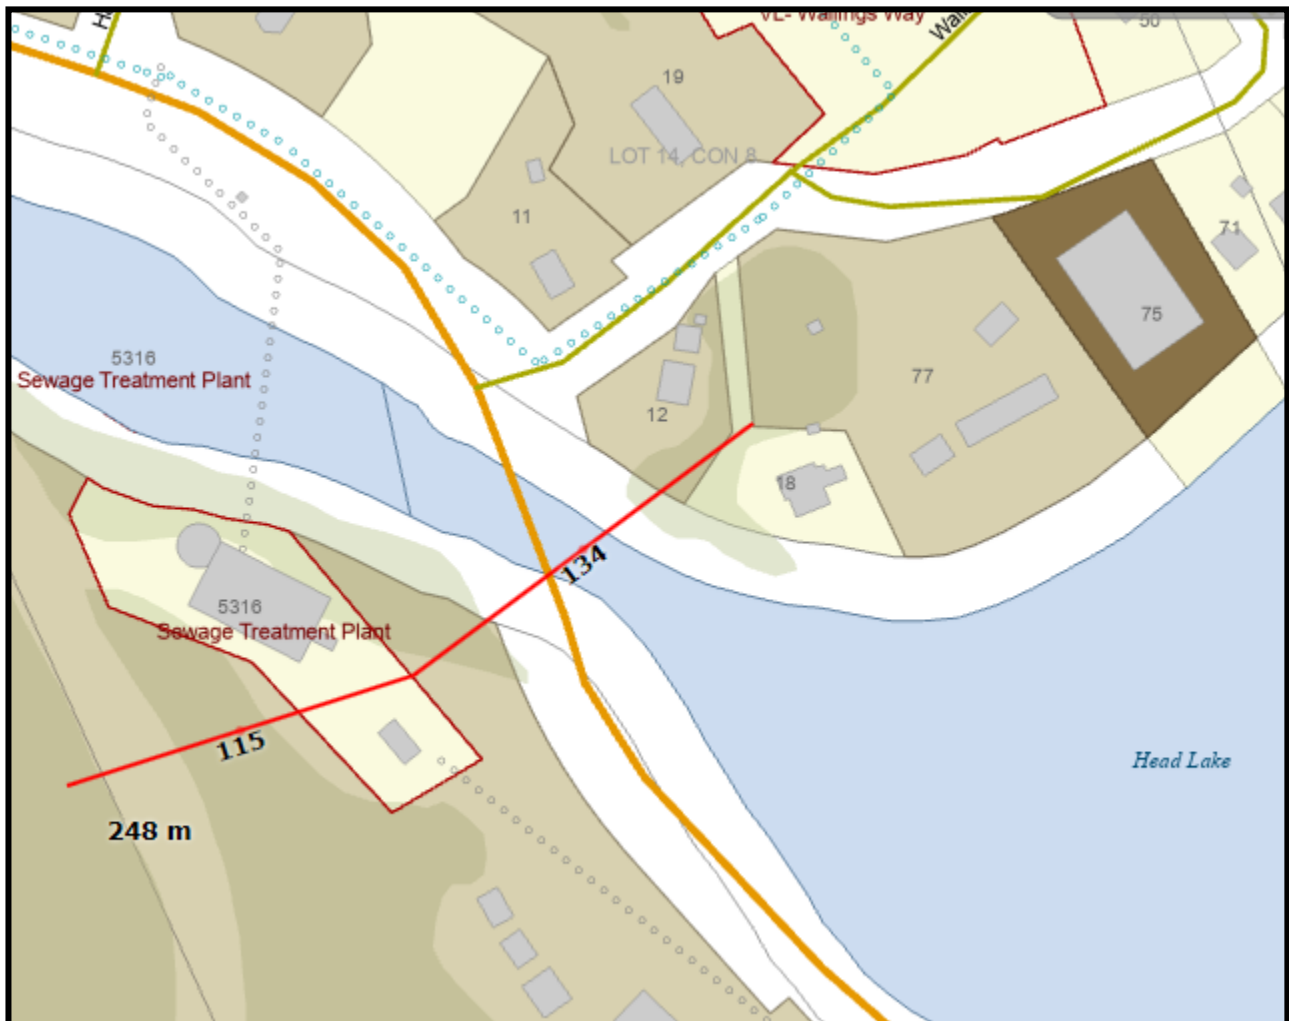 VL- Wallings Way
50
19
LOT 14, CON 8
11
71
75
5316
Sewage Treatment Plant
77
12
18
134
5316
Sewage Treatment Plant
115
Head Lake
248 m